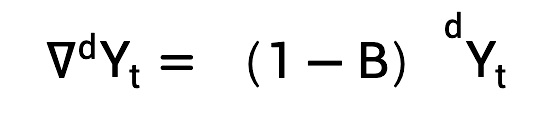 ∇ᵈYₜ = (1 − B) ᵈYₜ